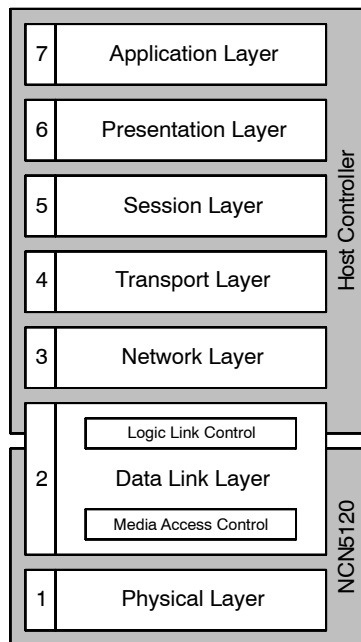 7 Application Layer
6 Presentation Layer
5 Session Layer
4 Transport Layer
3 Network Layer
Host Controller
Logic Link Control
2 Data Link Layer
Media Access Control
1 Physical Layer
NCN5120